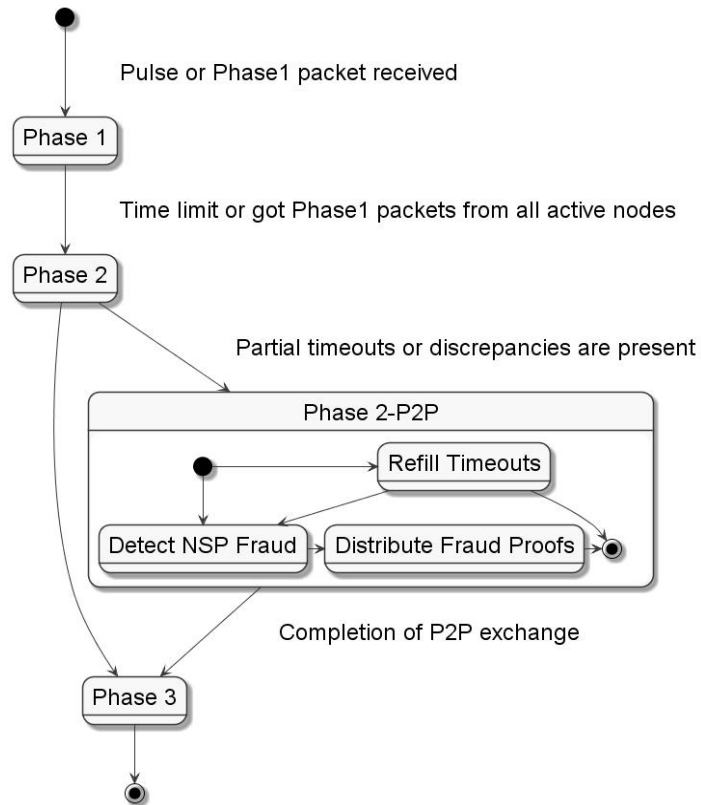 Pulse or Phase1 packet received
Phase 1
Time limit or got Phase1 packets from all active nodes
Phase 2
Partial timeouts or discrepancies are present
Phase 2-P2P
Refill Timeouts
Detect NSP Fraud
Distribute Fraud Proofs
Completion of P2P exchange
Phase 3